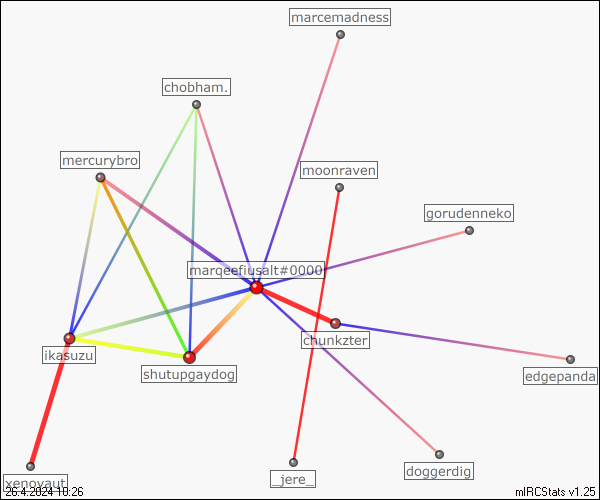 marcemadness
chobham.
mercurybro
moonraven
gorudenneko
marqeefiusalt#0000
chunkzter
ikasuzu
shutupgaydog
edgepanda
doggerdig
_jere_
xenovaut
26.4.2024 10:26
mIRCStats v1.25